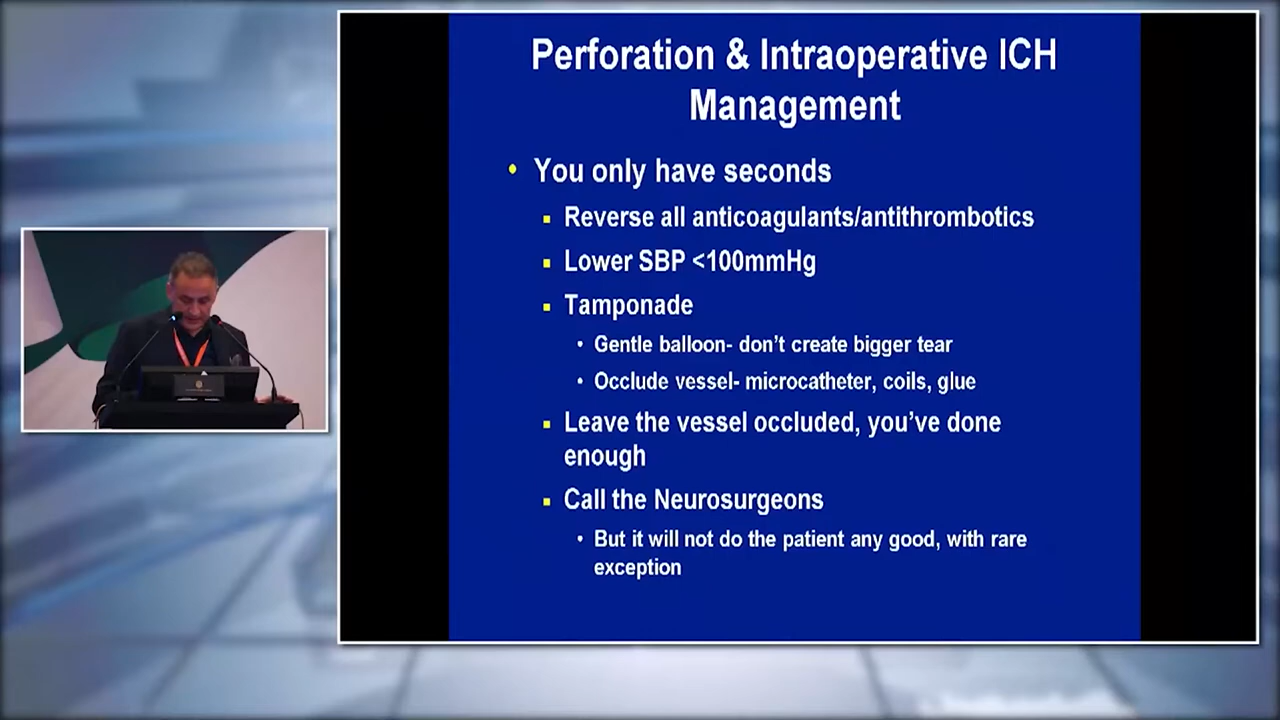 Perforation & Intraoperative ICH
Management
• You only have seconds
▪ Reverse all anticoagulants/antithrombotics
▪ Lower SBP <100mmHg
▪ Tamponade
• Gentle balloon- don't create bigger tear
• Occlude vessel- microcatheter, coils, glue
▪ Leave the vessel occluded, you've done
enough
▪ Call the Neurosurgeons
• But it will not do the patient any good, with rare
exception